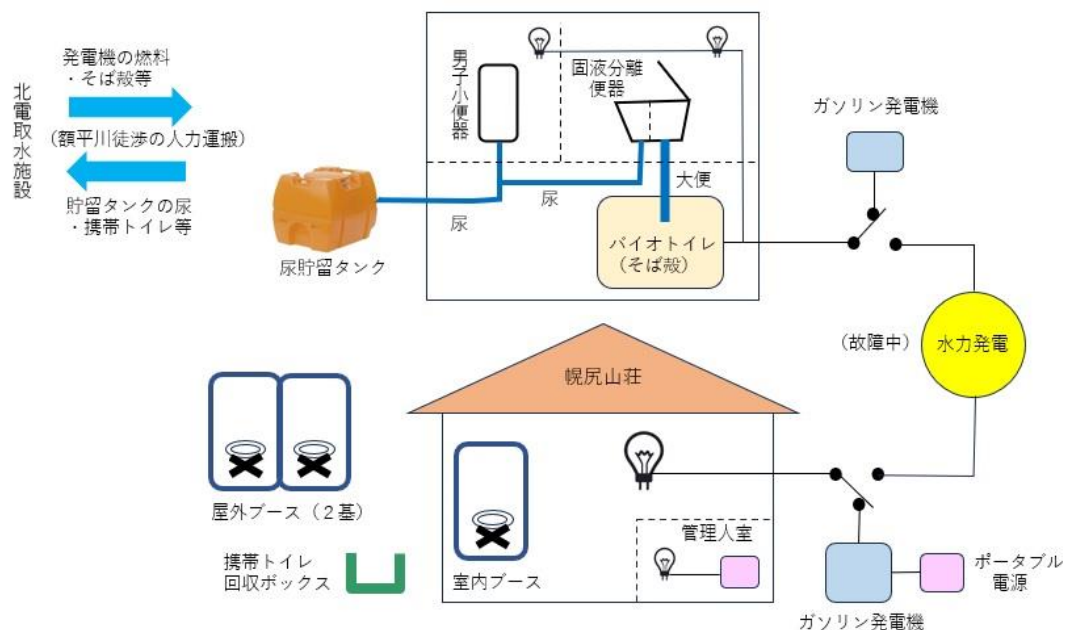 発電機の燃料
・そば殻等
北電取水施設
(額平川徒渉の人力運搬)
貯留タンクの尿
・携帯トイレ等
尿貯留タンク
男子小便器
固液分離
便器
尿
尿
大便
バイオトイレ
(そば殻)
ガソリン発電機
(故障中)
水力発電
幌尻山荘
屋外ブース(2基)
携帯トイレ
回収ボックス
室内ブース
管理人室
ポータブル
電源
ガソリン発電機